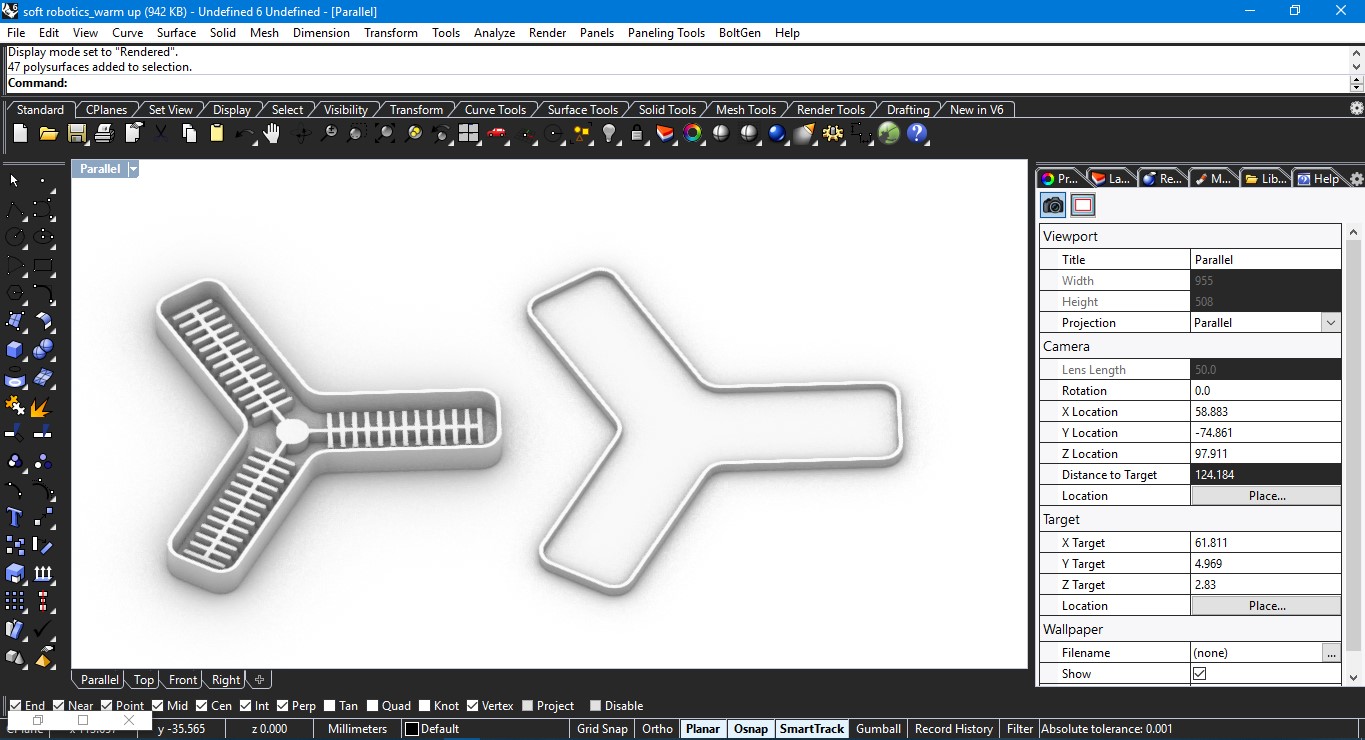 soft robotics_warm up (942 KB) - Undefined 6 Undefined - [Parallel]
File Edit View Curve Surface Solid Mesh Dimension Transform Tools Analyze Render Panels Paneling Tools BoltGen Help
Display mode set to "Rendered".
47 polysurfaces added to selection.
Command:
Standard CPlanes Set View Display Select Visibility Transform Curve Tools Surface Tools Solid Tools Mesh Tools Render Tools Drafting New in V6
Parallel
Pr... La... Re... M... Lib... Help
Viewport
Title Parallel
Width 955
Height 508
Projection Parallel
Camera
Lens Length 50.0
Rotation 0.0
X Location 58.883
Y Location -74.861
Z Location 97.911
Distance to Target 124.184
Location Place...
Target
X Target 61.811
Y Target 4.969
Z Target 2.83
Location Place...
Wallpaper
Filename (none) ...
Show
Parallel Top Front Right
End Near Point Mid Cen Int Perp Tan Quad Knot Vertex Project Disable
y -35.565 z 0.000 Millimeters Default Grid Snap Ortho Planar Osnap SmartTrack Gumball Record History Filter Absolute tolerance: 0.001